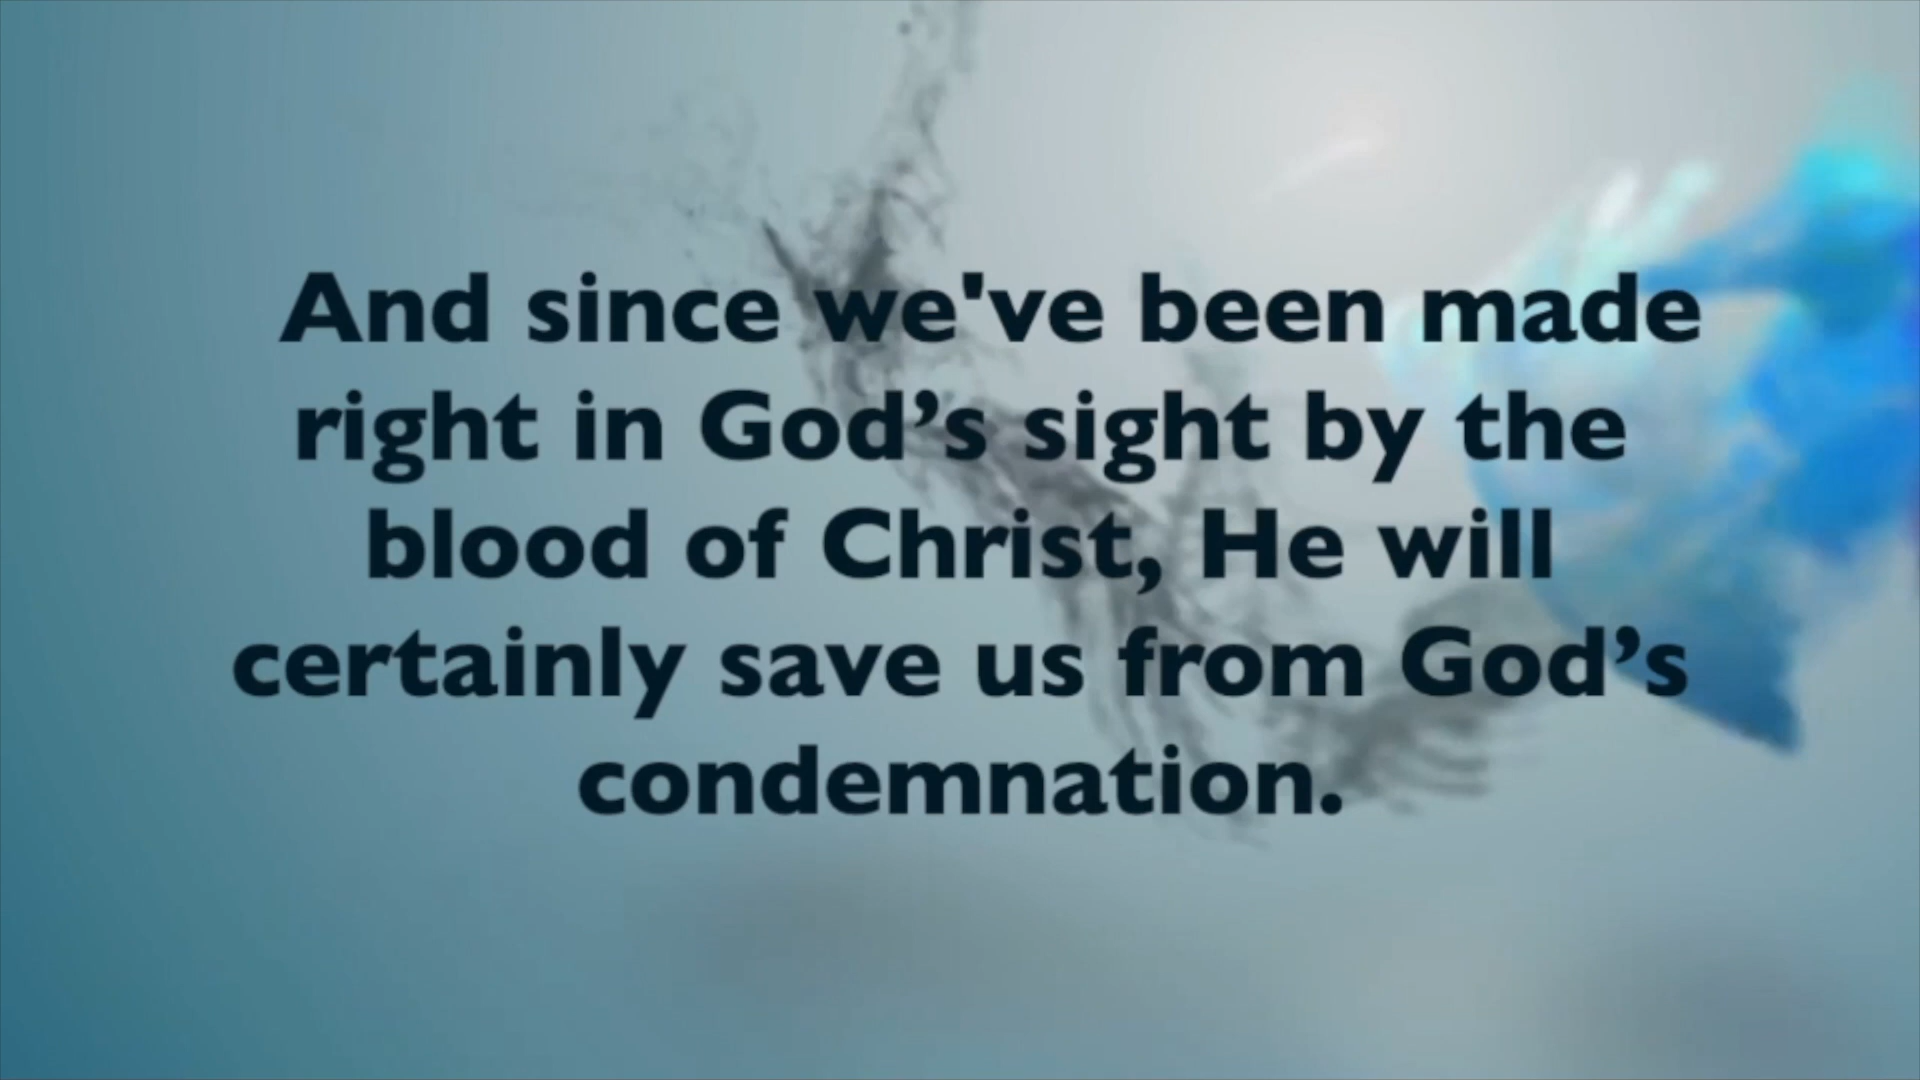 And since we've been made
right in God’s sight by the
blood of Christ, He will
certainly save us from God’s
condemnation.